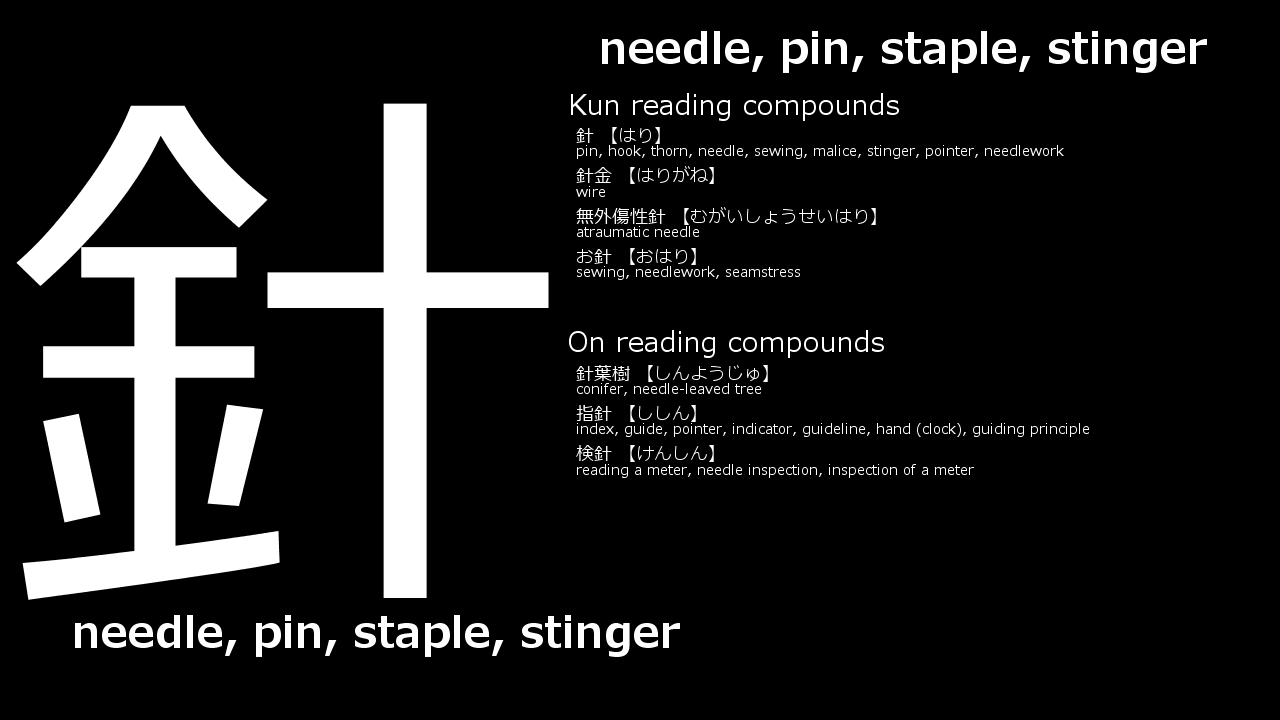 needle, pin, staple, stinger
針
Kun reading compounds
針 【はり】
pin, hook, thorn, needle, sewing, malice, stinger, pointer, needlework
針金 【はりがね】
wire
無外傷性針 【むがいしょうせいはり】
atraumatic needle
お針 【おはり】
sewing, needlework, seamstress
On reading compounds
針葉樹 【しんようじゅ】
conifer, needle-leaved tree
指針 【ししん】
index, guide, pointer, indicator, guideline, hand (clock), guiding principle
検針 【けんしん】
reading a meter, needle inspection, inspection of a meter
needle, pin, staple, stinger